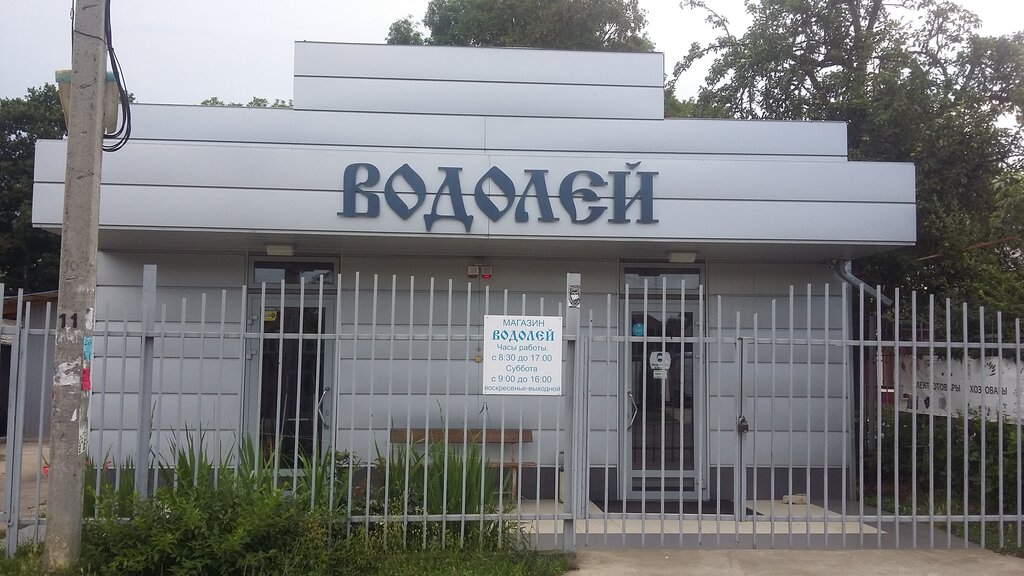 ВОДОЛЕЙ
МАГАЗИН
ВОДОЛЕЙ
Часы работы:
с 8:30 до 17:00
Суббота
с 9:00 до 16:00
воскресенье-выходной
11